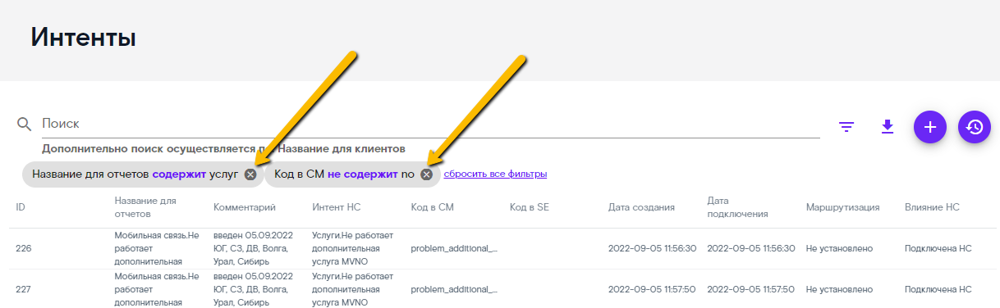 Интенты
Поиск
Дополнительно поиск осуществляется Название для клиентов
Название для отчетов содержит услуг
Код в СМ не содержит no
сбросить все фильтры
ID
Название для
отчетов
Комментарий
Интент НС
Код в СМ
Код в SE
Дата создания
Дата
подключения
Маршрутизация
Влияние НС
226
Мобильная связь.Не
работает
дополнительная
введен 05.09.2022
ЮГ, СЗ, ДВ, Волга,
Урал, Сибирь
Услуги.Не работает
дополнительная
услуга MVNO
problem_additional_...
2022-09-05 11:56:30
2022-09-05 11:56:30
Не установлено
Подключена НС
227
Мобильная связь.Не
работает
дополнительная
введен 05.09.2022
ЮГ, СЗ, ДВ, Волга,
Урал, Сибирь
Услуги.Не работает
дополнительная
услуга MVNO
problem_additional_...
2022-09-05 11:57:50
2022-09-05 11:57:50
Не установлено
Подключена НС